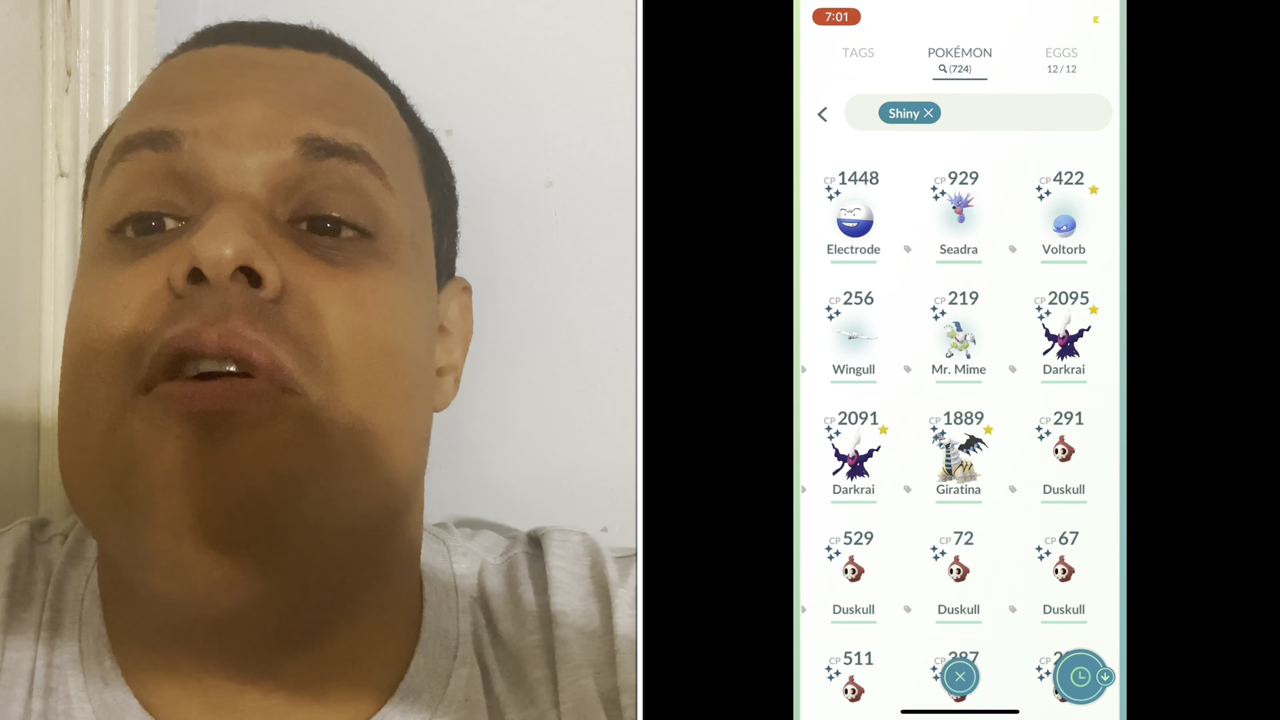 7:01
TAGS POKÉMON EGGS
(724) 12/12
Shiny
CP1448 CP929 CP422
Electrode Seadra Voltorb
CP256 CP219 CP2095
Wingull Mr. Mime Darkrai
CP2091 CP1889 CP291
Darkrai Giratina Duskull
CP529 CP72 CP67
Duskull Duskull Duskull
CP511